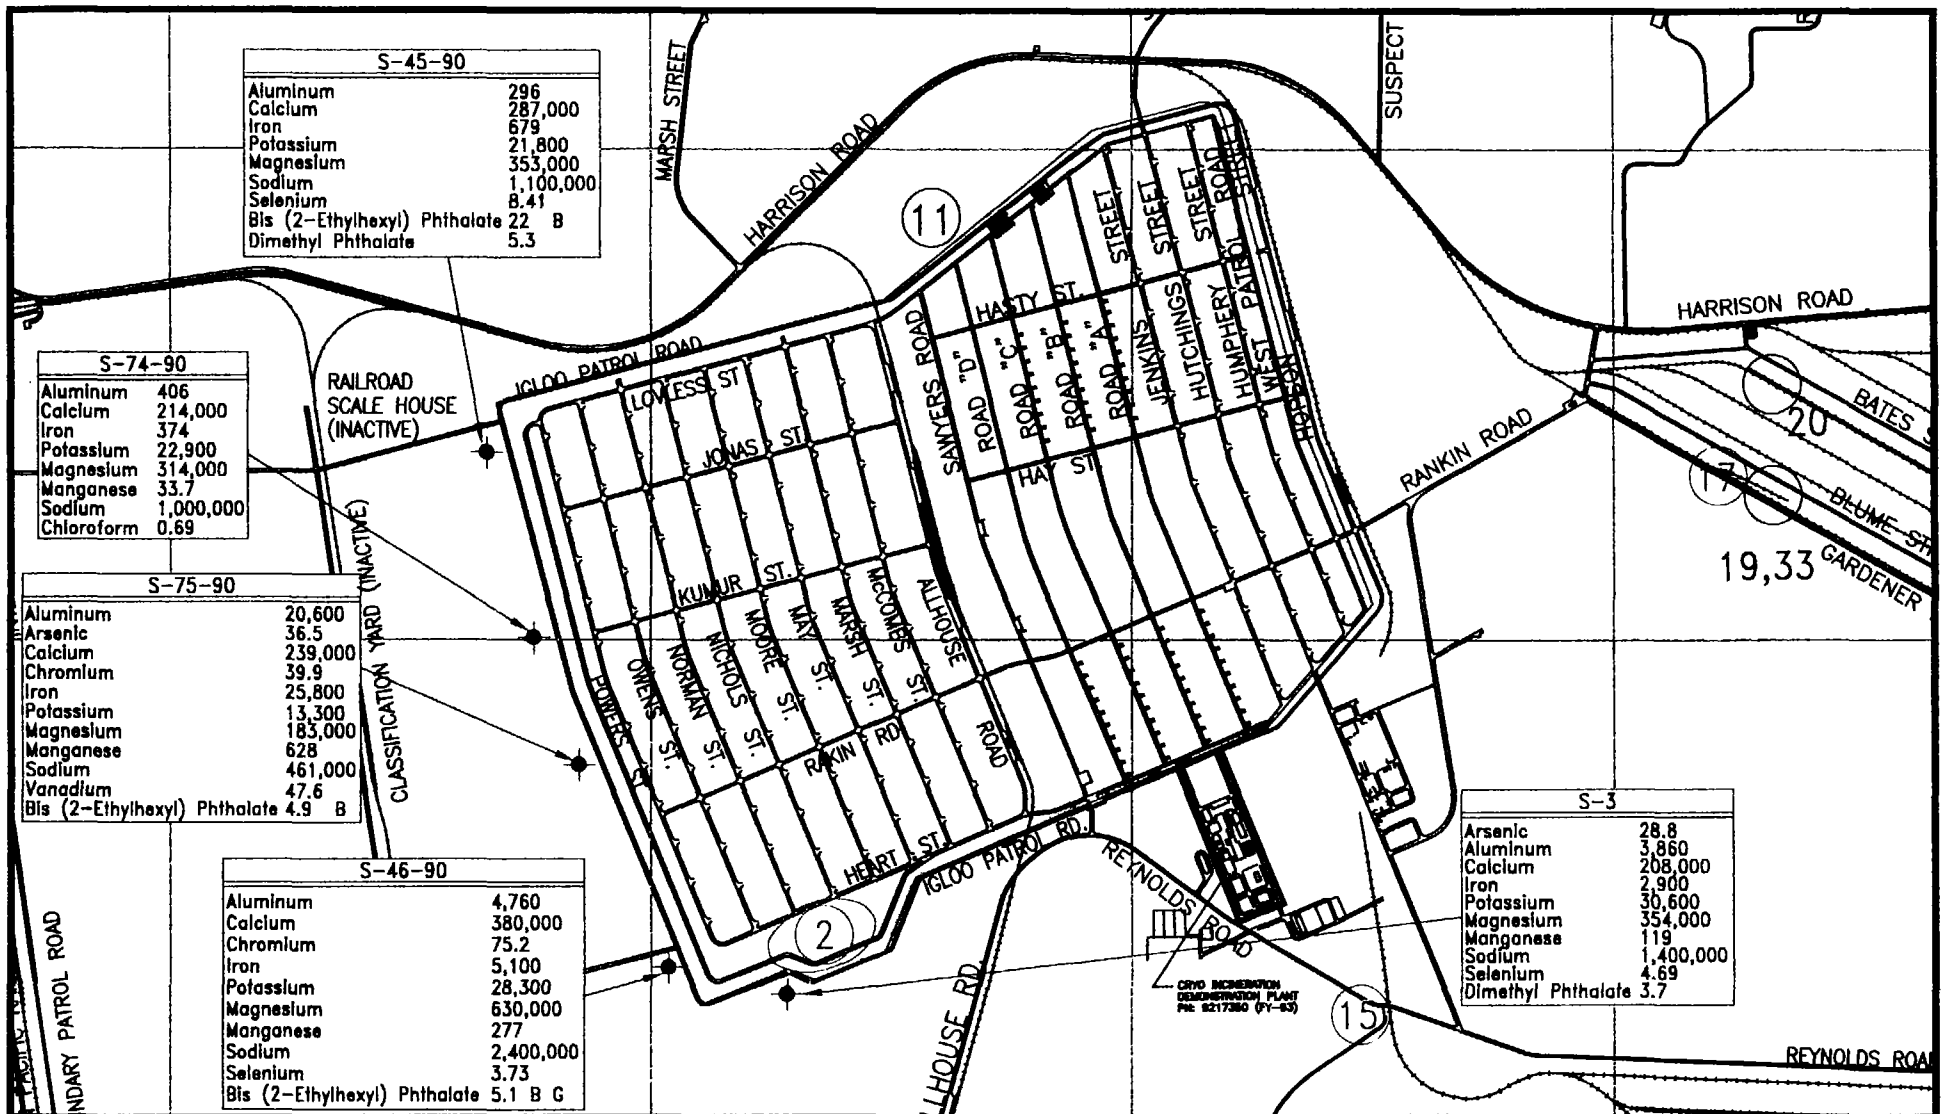 S-45-90
Aluminum 296
Calcium 287,000
Iron 679
Potassium 21,800
Magnesium 353,000
Sodium 1,100,000
Selenium 8.41
Bis (2-Ethylhexyl) Phthalate 22 B
Dimethyl Phthalate 5.3
MARSH STREET
HARRISON ROAD
SUSPECT
11
STREET
STREET
STREET
ROAD
HARRISON ROAD
S-74-90
Aluminum 406
Calcium 214,000
Iron 374
Potassium 22,900
Magnesium 314,000
Manganese 33.7
Sodium 1,000,000
Chloroform 0.69
RAILROAD
SCALE HOUSE
(INACTIVE)
IGLOO PATROL ROAD
LOVLESS ST
JONAS ST.
KUMUR ST.
SAWYERS ROAD
HASTY ST.
ROAD "D"
ROAD "C"
ROAD "B"
ROAD "A"
JENKINS
HUTCHINGS
HUMPHERY
WEST PATROL
HAY ST.
RANKIN ROAD
20
BATES
17
BLUME
19,33
GARDENER
CLASSIFICATION YARD (INACTIVE)
S-75-90
Aluminum 20,600
Arsenic 36.5
Calcium 239,000
Chromium 39.9
Iron 25,800
Potassium 13,300
Magnesium 183,000
Manganese 628
Sodium 461,000
Vanadium 47.6
Bis (2-Ethylhexyl) Phthalate 4.9 B
POWERS ST
OWENS ST.
NORMAN ST.
NICHOLS ST.
MOORE ST.
MAY ST.
MARSH ST.
McCOMBS ST.
ALLHOUSE
ROAD
RAKIN RD
HEART ST.
IGLOO PATROL RD.
REYNOLDS ROAD
2
S-46-90
Aluminum 4,760
Calcium 380,000
Chromium 75.2
Iron 5,100
Potassium 28,300
Magnesium 630,000
Manganese 277
Sodium 2,400,000
Selenium 3.73
Bis (2-Ethylhexyl) Phthalate 5.1 B G
S-3
Arsenic 28.8
Aluminum 3,860
Calcium 208,000
Iron 2,900
Potassium 30,600
Magnesium 354,000
Manganese 119
Sodium 1,400,000
Selenium 4.69
Dimethyl Phthalate 3.7
CRYO INCINERATION
DEMONSTRATION PLANT
15
REYNOLDS ROA
LLHOUSE RD.
NDARY PATROL ROAD